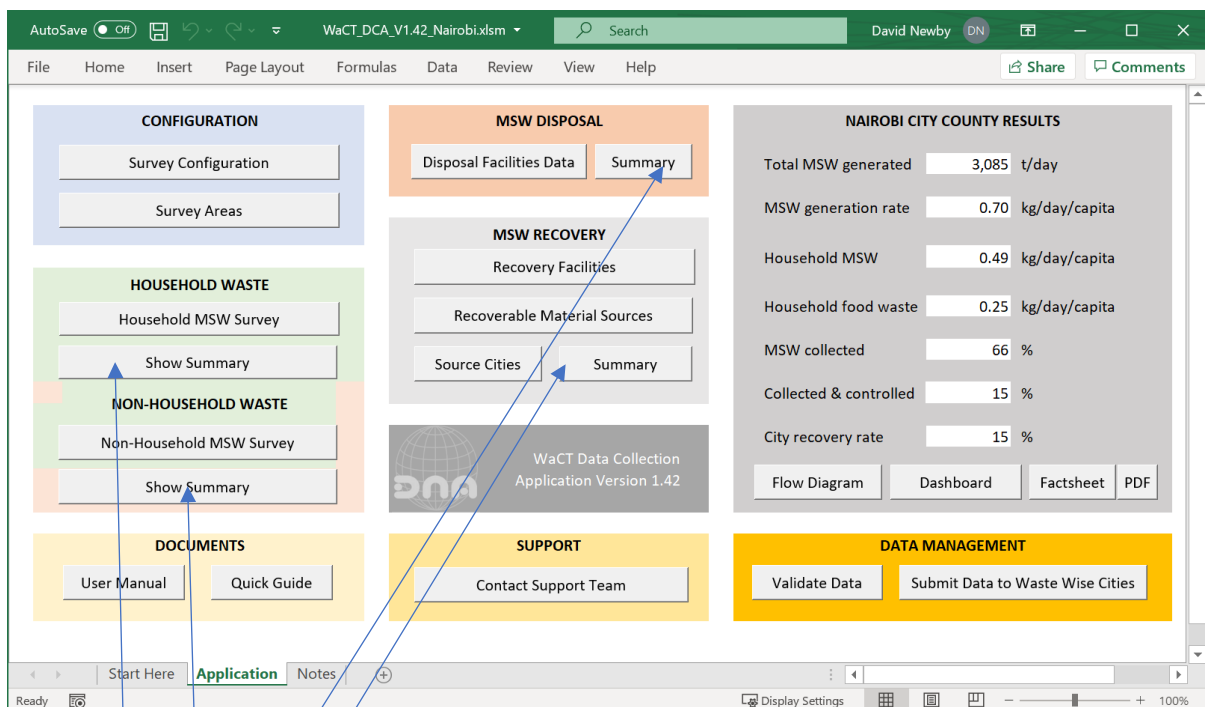 AutoSave Off WaCT_DCA_V1.42_Nairobi.xlsm Search David Newby DN
File Home Insert Page Layout Formulas Data Review View Help Share Comments
CONFIGURATION
Survey Configuration
Survey Areas
HOUSEHOLD WASTE
Household MSW Survey
Show Summary
NON-HOUSEHOLD WASTE
Non-Household MSW Survey
Show Summary
DOCUMENTS
User Manual Quick Guide
MSW DISPOSAL
Disposal Facilities Data Summary
MSW RECOVERY
Recovery Facilities
Recoverable Material Sources
Source Cities Summary
DNA
WaCT Data Collection
Application Version 1.42
SUPPORT
Contact Support Team
NAIROBI CITY COUNTY RESULTS
Total MSW generated 3,085 t/day
MSW generation rate 0.70 kg/day/capita
Household MSW 0.49 kg/day/capita
Household food waste 0.25 kg/day/capita
MSW collected 66 %
Collected & controlled 15 %
City recovery rate 15 %
Flow Diagram Dashboard Factsheet PDF
DATA MANAGEMENT
Validate Data Submit Data to Waste Wise Cities
Start Here Application Notes
Ready Display Settings 100%